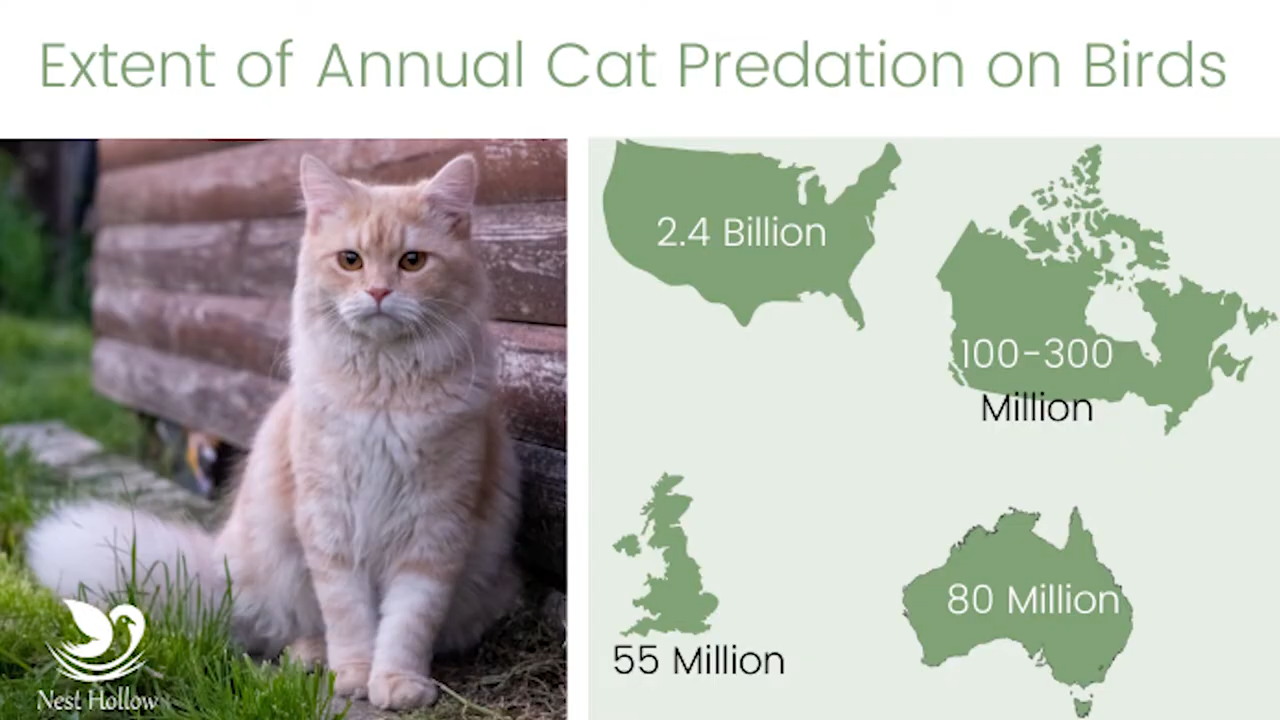 Extent of Annual Cat Predation on Birds
2.4 Billion
100-300
Million
55 Million
80 Million
Nest Hollow